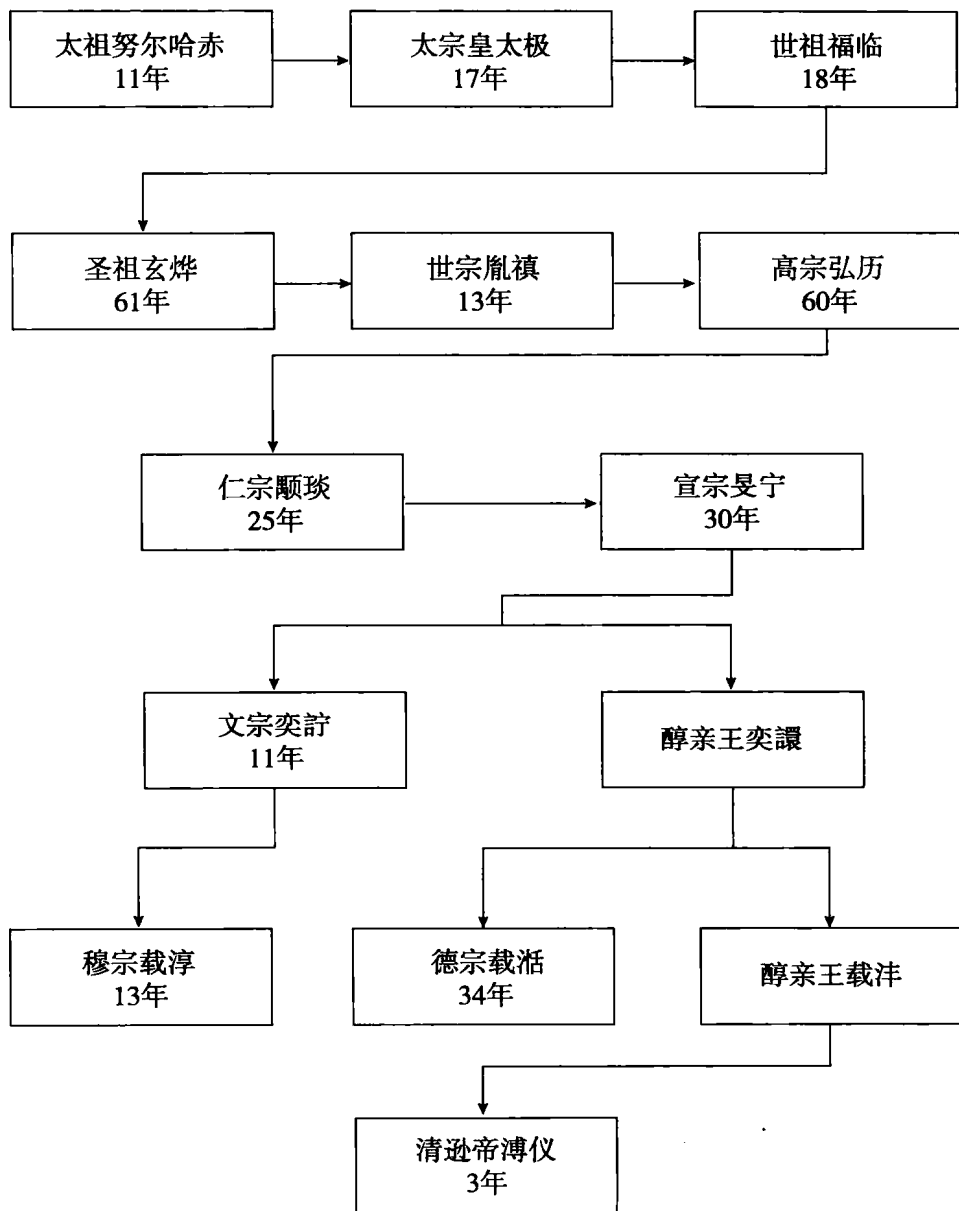 太祖努尔哈赤
11年
太宗皇太极
17年
世祖福临
18年
圣祖玄烨
61年
世宗胤禛
13年
高宗弘历
60年
仁宗颙琰
25年
宣宗旻宁
30年
文宗奕詝
11年
醇亲王奕譞
穆宗载淳
13年
德宗载湉
34年
醇亲王载沣
清逊帝溥仪
3年